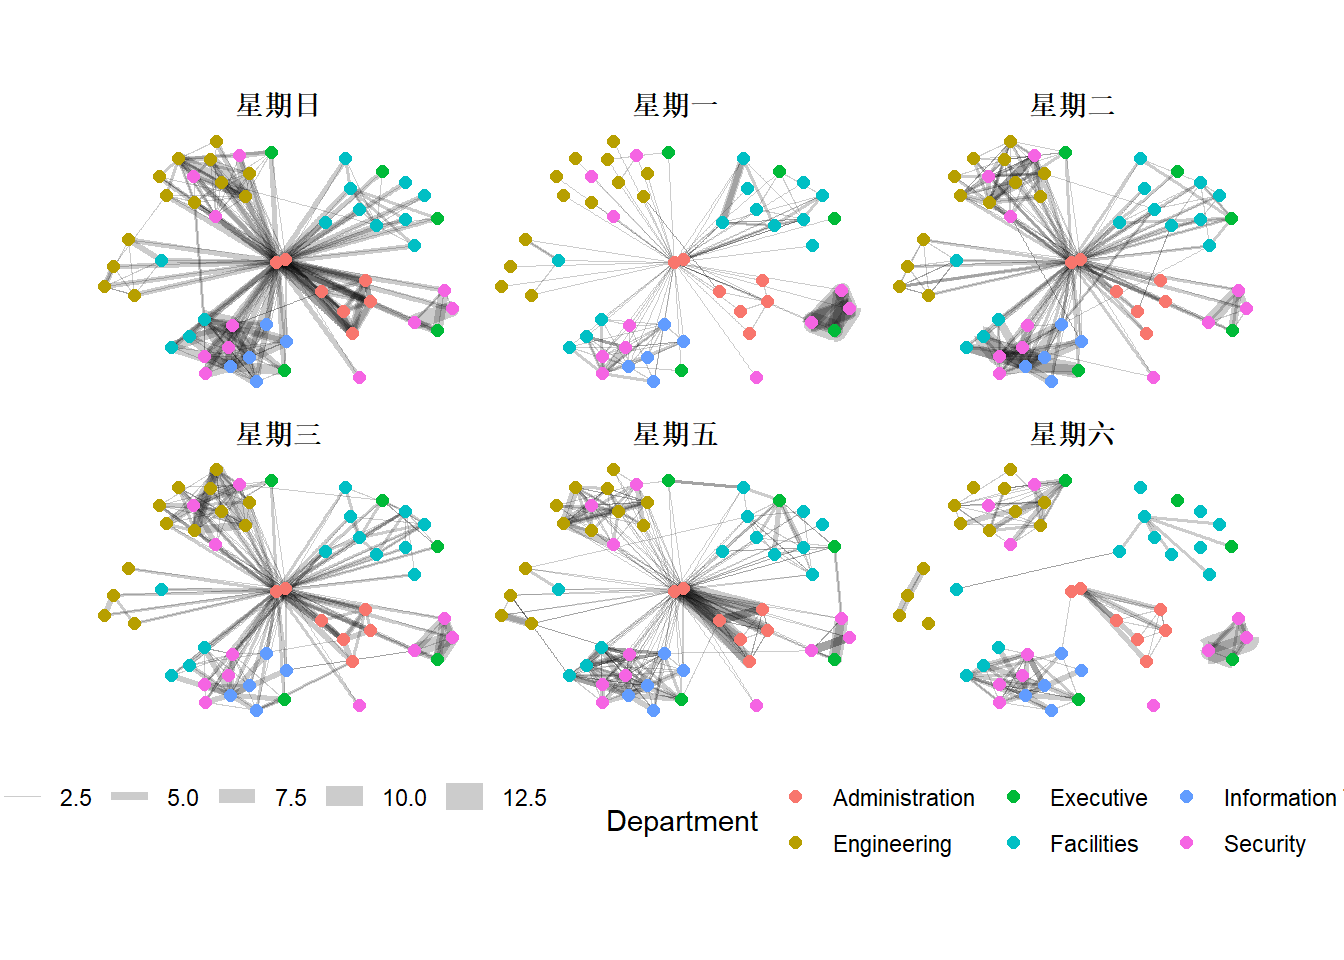 星期日
星期一
星期二
星期三
星期五
星期六
2.5 5.0 7.5 10.0 12.5
Department
Administration Executive Information
Engineering Facilities Security